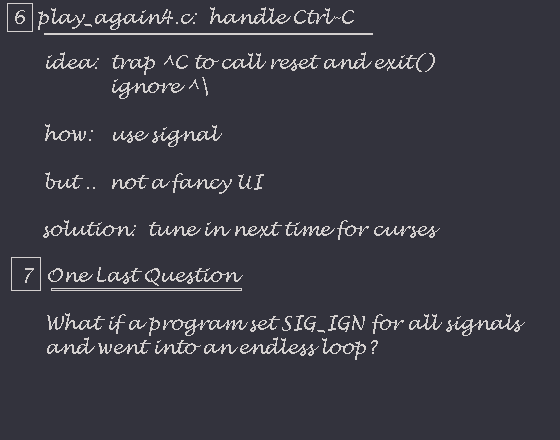 6 play_again4.c: handle Ctrl-C
idea: trap ^C to call reset and exit()
ignore ^\
how: use signal
but .. not a fancy UI
solution: tune in next time for curses
7 One Last Question
What if a program set SIG_IGN for all signals
and went into an endless loop?